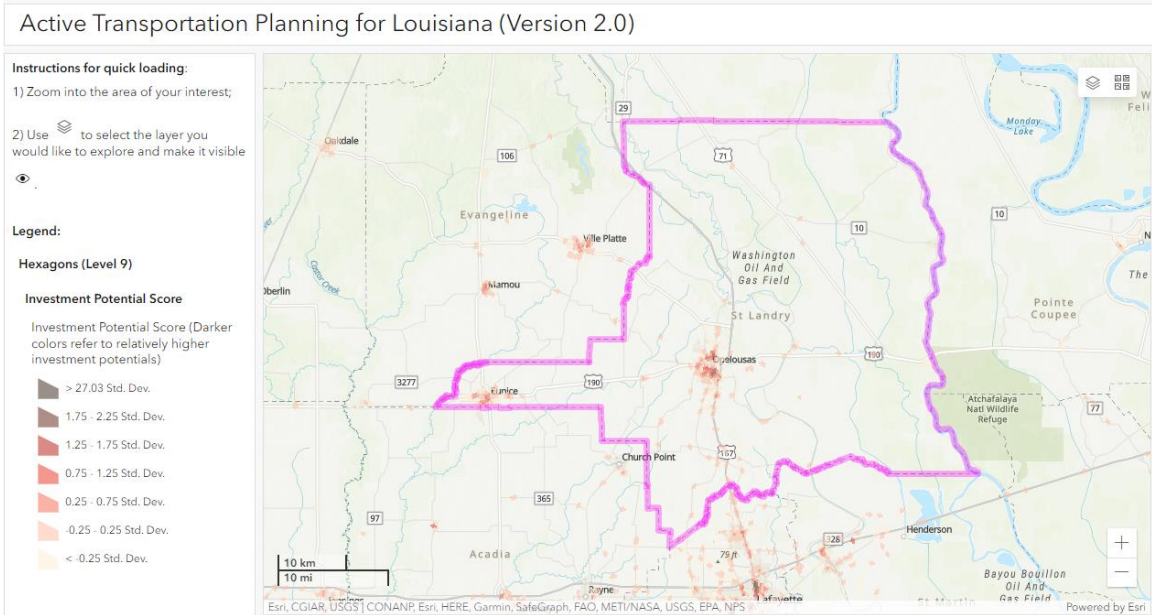 Active Transportation Planning for Louisiana (Version 2.0)
Instructions for quick loading:
1) Zoom into the area of your interest;
2) Use to select the layer you
would like to explore and make it visible
.
Legend:
Hexagons (Level 9)
Investment Potential Score
Investment Potential Score (Darker
colors refer to relatively higher
investment potentials)
> 27.03 Std. Dev.
1.75 - 2.25 Std. Dev.
1.25 - 1.75 Std. Dev.
0.75 - 1.25 Std. Dev.
0.25 - 0.75 Std. Dev.
-0.25 - 0.25 Std. Dev.
< -0.25 Std. Dev.
29
W
Feli
Monday
Lake
Oakdale
106
71
Evangeline
10
10
Ville Platte
N
Washington
Oil And
Gas Field
The
Castor Creek
Mamou
berlin
Pointe
Coupee
St Landry
Opelousas
190
3277
Eunice
190
Atchafalaya
Natl Wildlife
Refuge
77
Church Point
167
365
97
Henderson
328
Acadia
79 ft
10 km
10 mi
Bayou Bouillon
Oil And
Gas Field
Rayne
Lafayette
St Martin
Jennings
Esri, CGIAR, USGS | CONANP, Esri, HERE, Garmin, SafeGraph, FAO, METI/NASA, USGS, EPA, NPS
Powered by Esri